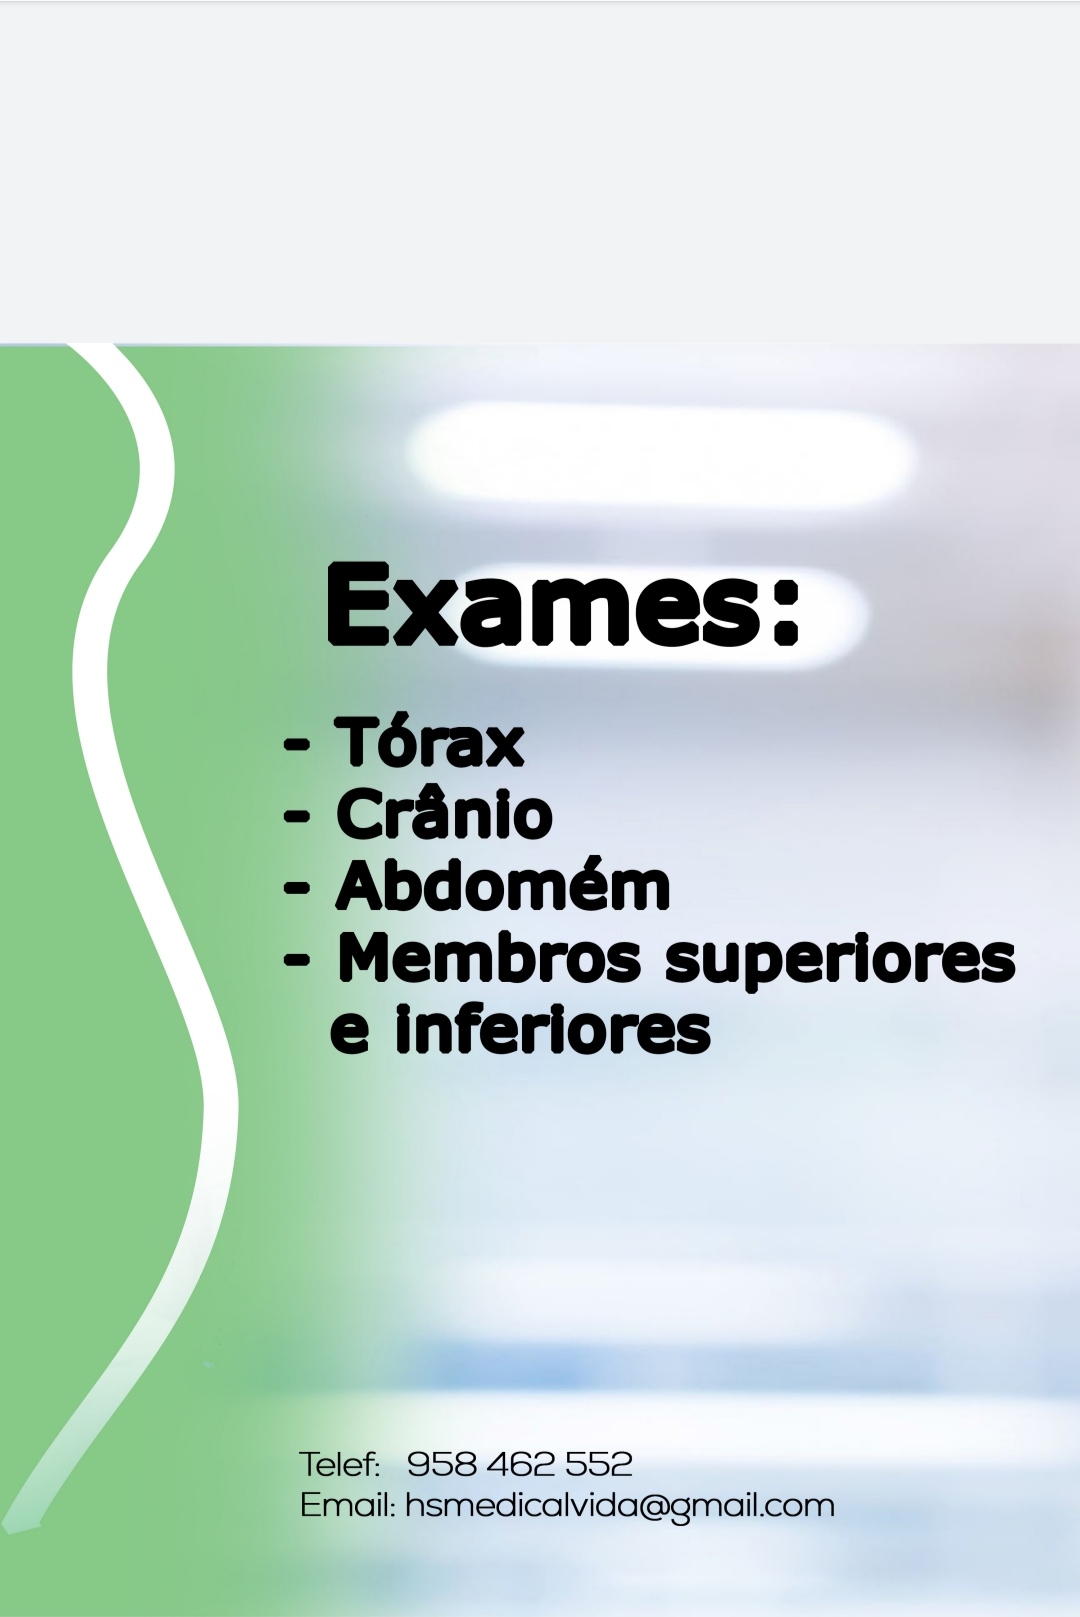 Exames:
- Tórax
- Crânio
- Abdomém
- Membros superiores
e inferiores
Telef: 958 462 552
Email: hsmedicalvida@gmail.com